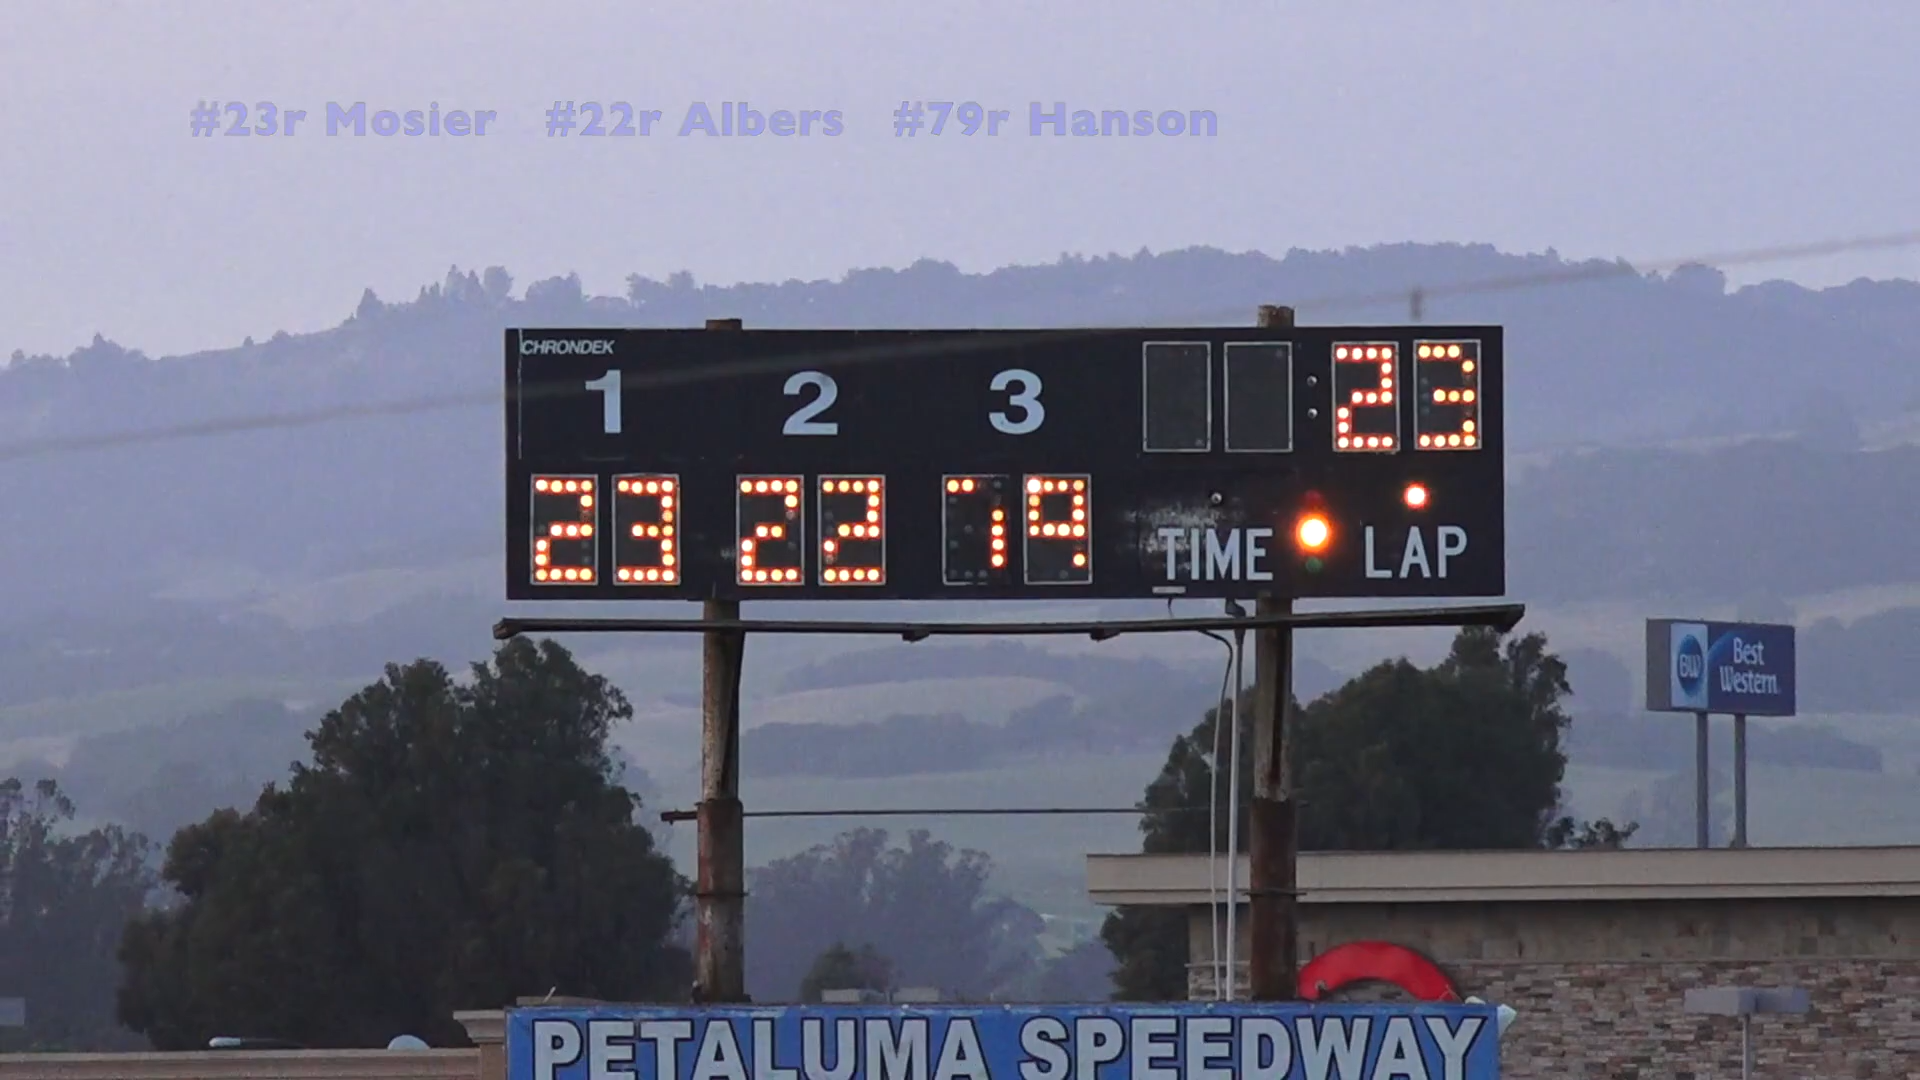 #23r Mosier #22r Albers #79r Hanson
CHRONDEK
1 2 3 : 23
23 22 79
TIME LAP
BW Best Western
PETALUMA SPEEDWAY